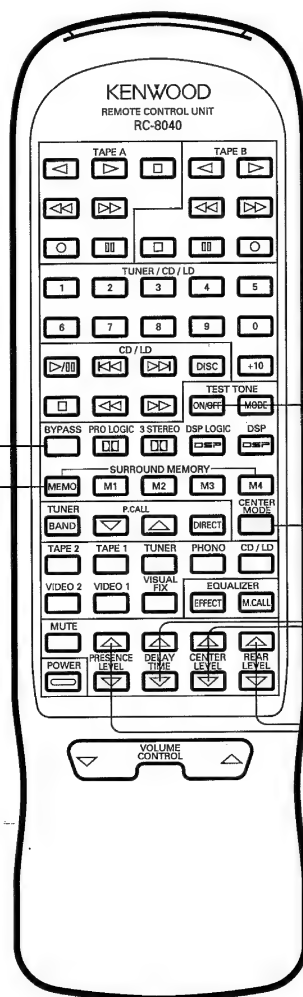 KENWOOD
REMOTE CONTROL UNIT
RC-8040
TAPE A TAPE B
TUNER / CD / LD
1 2 3 4 5
6 7 8 9 0
CD / LD
DISC +10
TEST TONE
ON/OFF MODE
BYPASS PRO LOGIC 3 STEREO DSP LOGIC DSP
DSP DSP
SURROUND MEMORY
MEMO M1 M2 M3 M4
TUNER P.CALL CENTER MODE
BAND DIRECT
TAPE 2 TAPE 1 TUNER PHONO CD / LD
VIDEO 2 VIDEO 1 VISUAL FIX EQUALIZER
EFFECT M.CALL
MUTE
POWER PRESENCE LEVEL DELAY TIME CENTER LEVEL REAR LEVEL
VOLUME
CONTROL